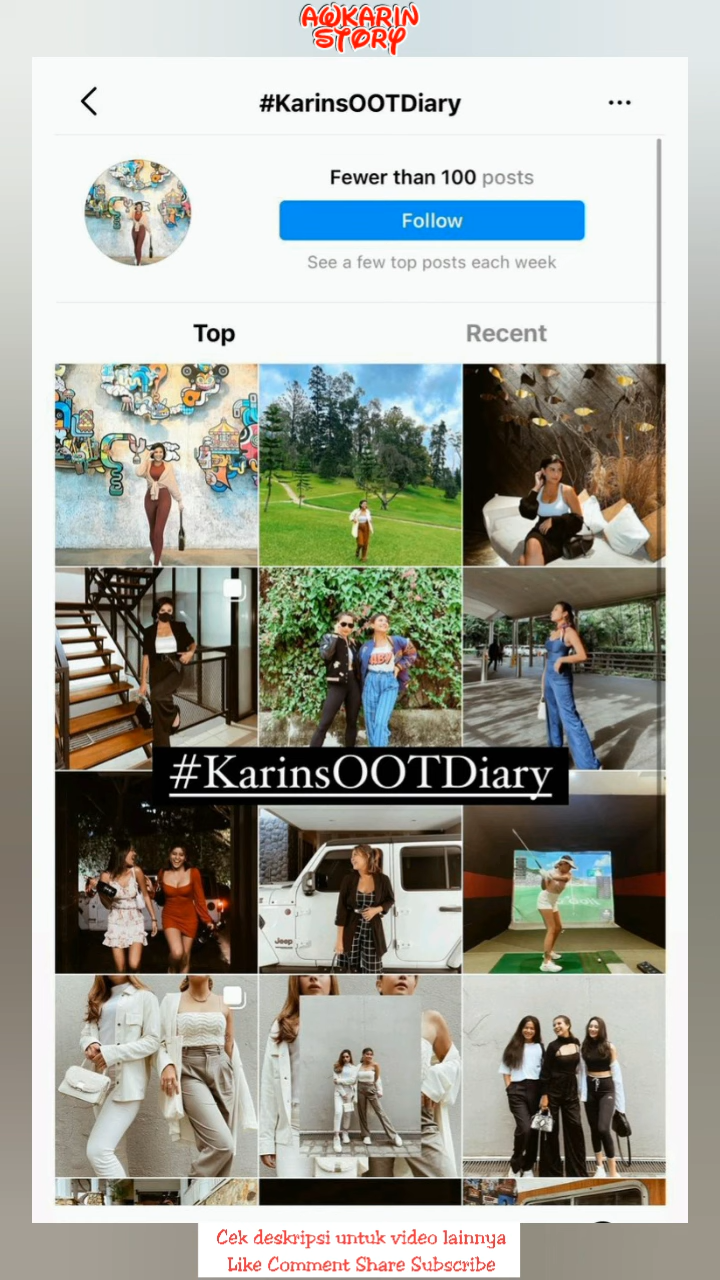 AWKARIN
STORY
#KarinsOOTDiary
Fewer than 100 posts
Follow
See a few top posts each week
Top
Recent
#KarinsOOTDiary
Jeep
Cek deskripsi untuk video lainnya
Like Comment Share Subscribe